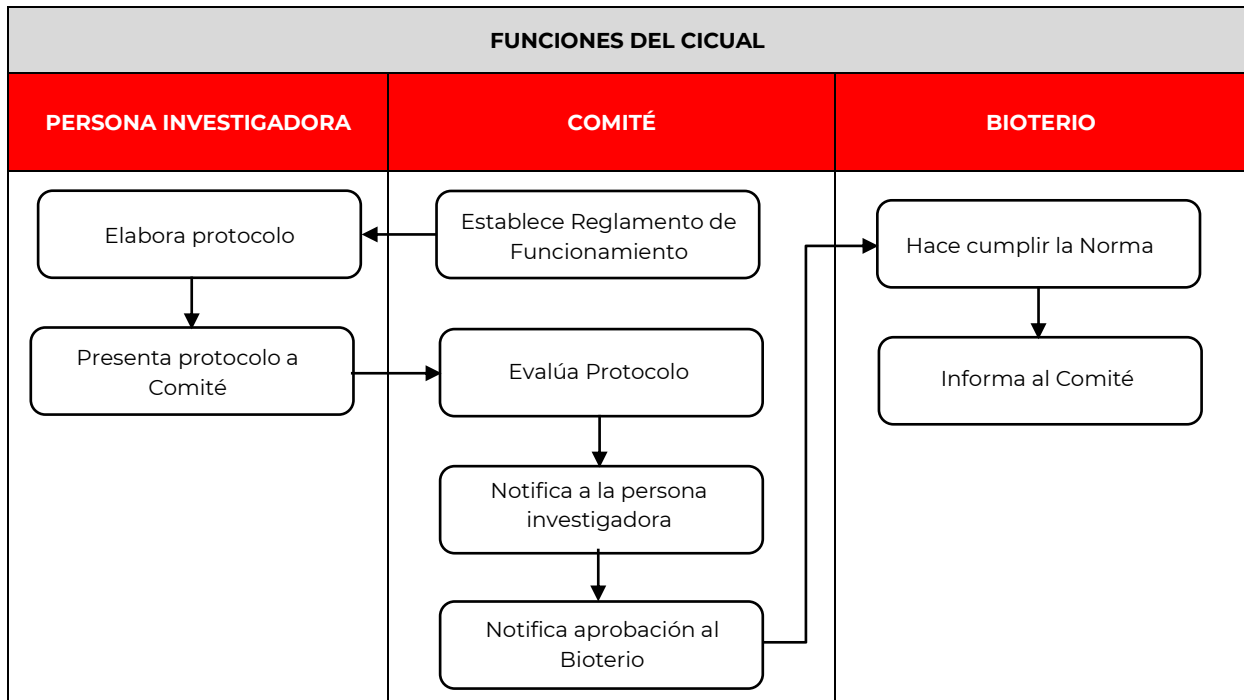 FUNCIONES DEL CICUAL
PERSONA INVESTIGADORA
COMITÉ
BIOTERIO
Elabora protocolo
Establece Reglamento de
Funcionamiento
Hace cumplir la Norma
Presenta protocolo a
Comité
Evalúa Protocolo
Informa al Comité
Notifica a la persona
investigadora
Notifica aprobación al
Bioterio